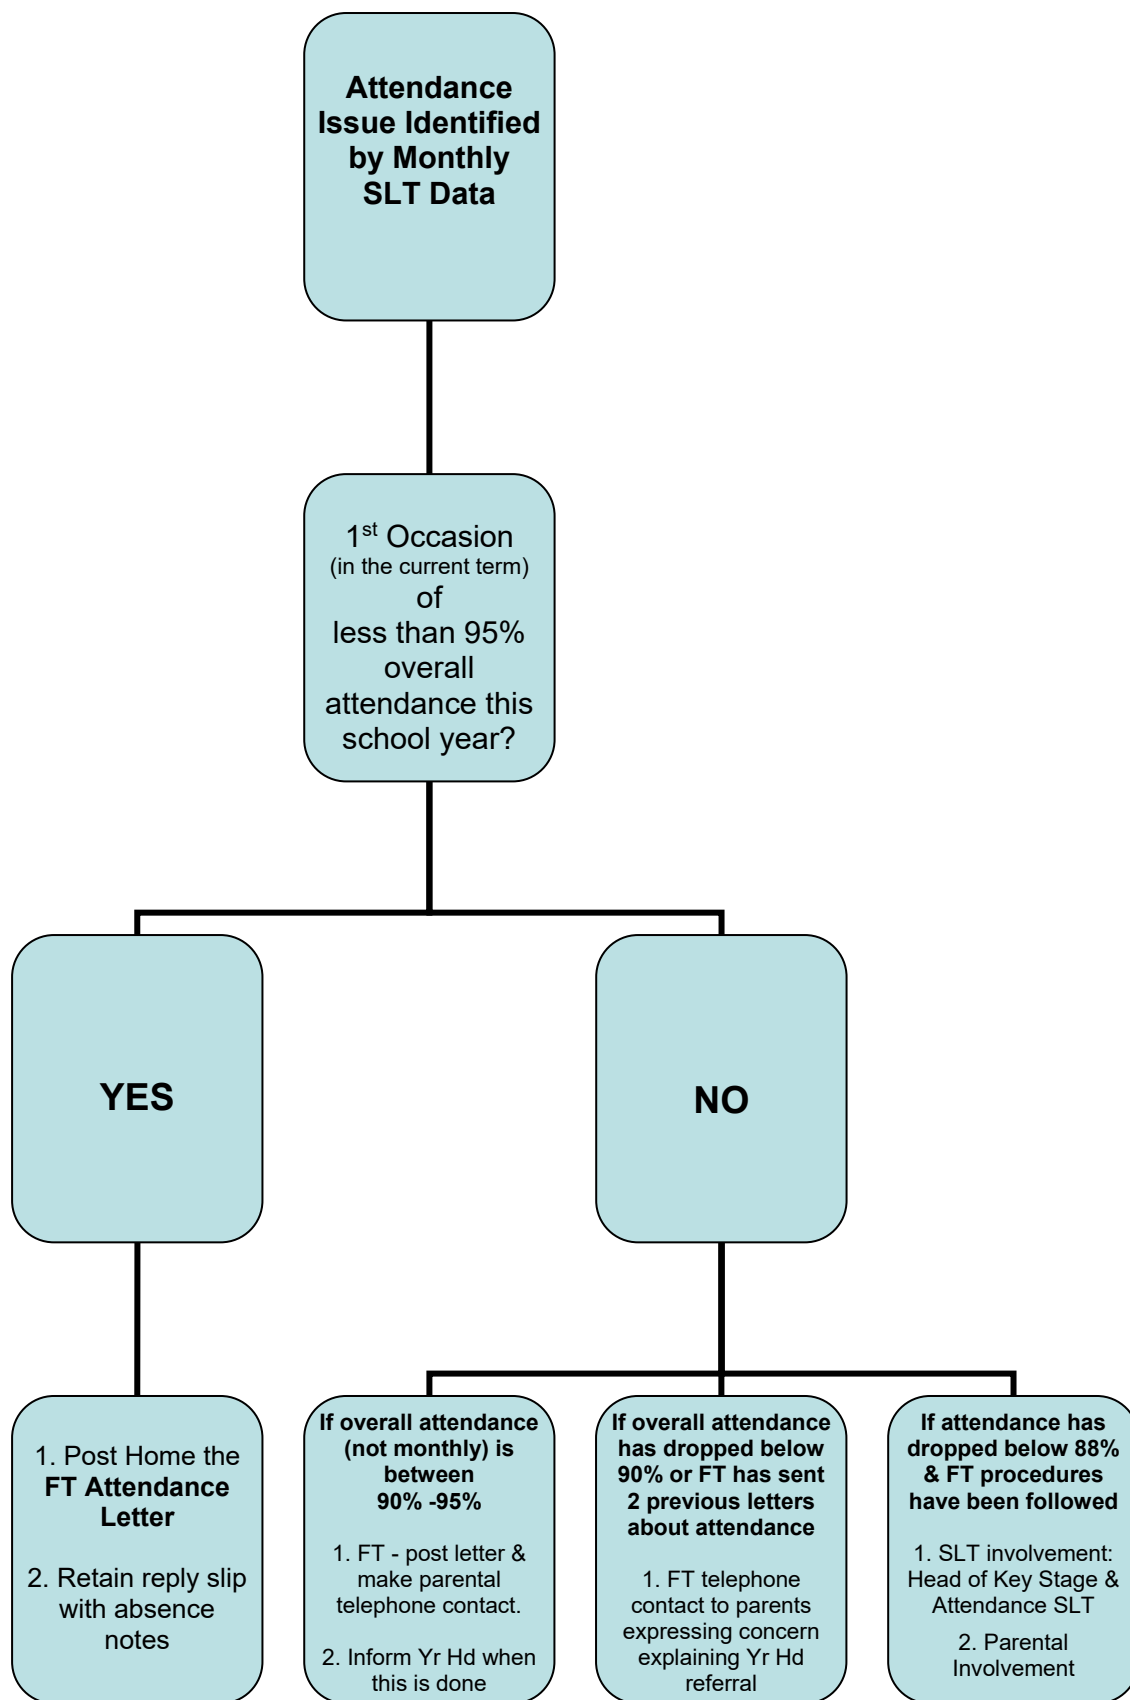 Attendance
Issue Identified
by Monthly
SLT Data
1st Occasion
(in the current term)
of
less than 95%
overall
attendance this
school year?
YES
NO
1. Post Home the
FT Attendance
Letter
2. Retain reply slip
with absence
notes
If overall attendance
(not monthly) is
between
90% -95%
1. FT - post letter &
make parental
telephone contact.
2. Inform Yr Hd when
this is done
If overall attendance
has dropped below
90% or FT has sent
2 previous letters
about attendance
1. FT telephone
contact to parents
expressing concern
explaining Yr Hd
referral
If attendance has
dropped below 88%
& FT procedures
have been followed
1. SLT involvement:
Head of Key Stage &
Attendance SLT
2. Parental
Involvement